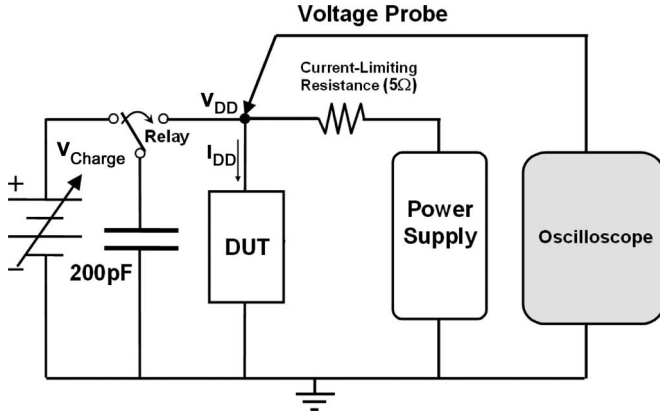 Voltage Probe
Current-Limiting
Resistance (5Ω)
VDD
Relay
VCharge
IDD
+
−
200pF
DUT
Power
Supply
Oscilloscope